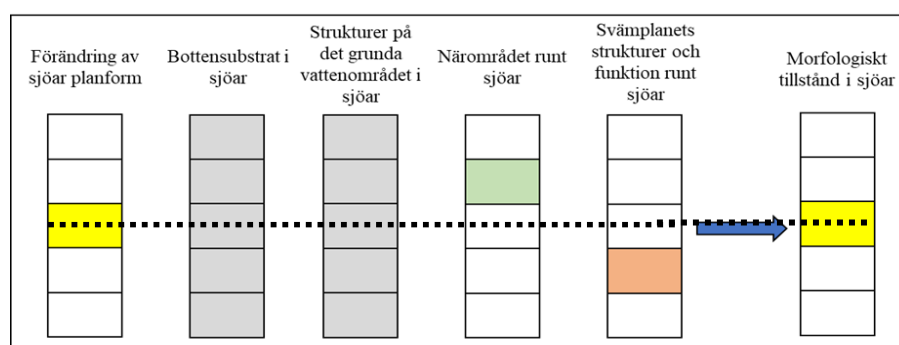 Förändring av
sjöar planform
Bottensubstrat i
sjöar
Strukturer på
det grunda
vattenområdet i
sjöar
Närområdet runt
sjöar
Svämplanets
strukturer och
funktion runt
sjöar
Morfologiskt
tillstånd i sjöar